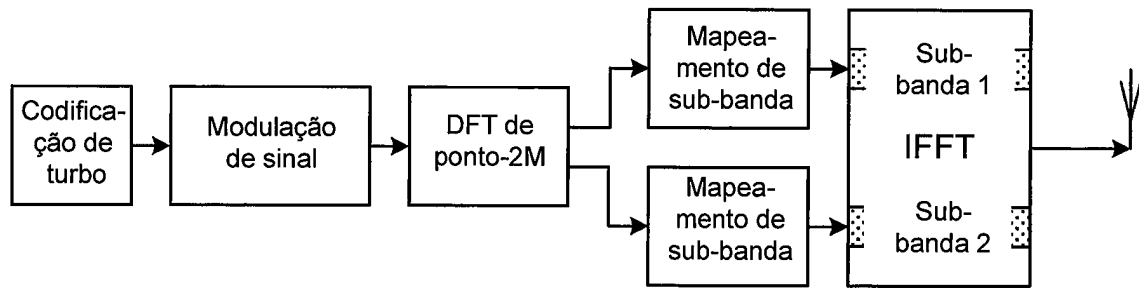 Codifica-
ção de
turbo
Modulação
de sinal
DFT de
ponto-2M
Mapea-
mento de
sub-banda
Mapea-
mento de
sub-banda
Sub-
banda 1
IFFT
Sub-
banda 2